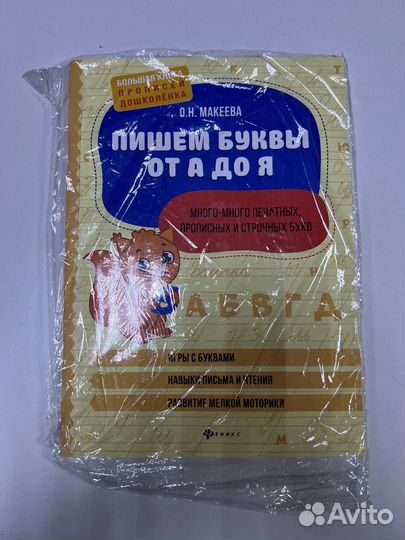 БОЛЬШАЯ КНИГА
ПРОПИСЕЙ
ДОШКОЛЁНКА
О.Н. МАКЕЕВА
ПИШЕМ БУКВЫ
ОТ А ДО Я
МНОГО-МНОГО ПЕЧАТНЫХ,
ПРОПИСНЫХ И СТРОЧНЫХ БУКВ
А Б В Г Д
ИГРЫ С БУКВАМИ
НАВЫКИ ПИСЬМА И ЧТЕНИЯ
РАЗВИТИЕ МЕЛКОЙ МОТОРИКИ
ФЕНИКС
Avito